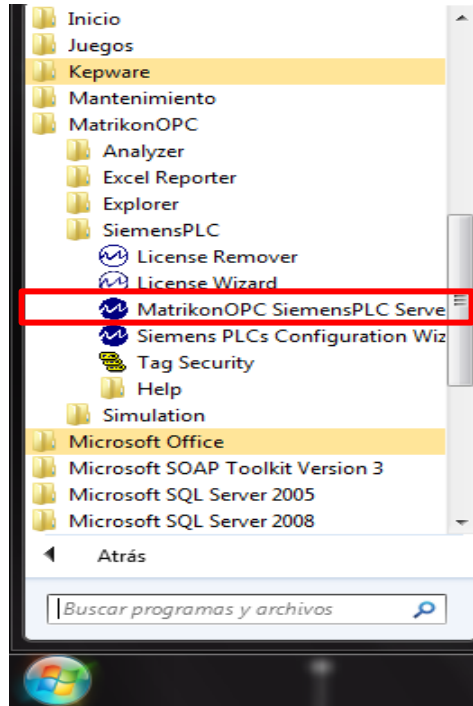 Inicio
Juegos
Kepware
Mantenimiento
MatrikonOPC
Analyzer
Excel Reporter
Explorer
SiemensPLC
License Remover
License Wizard
MatrikonOPC SiemensPLC Serve
Siemens PLCs Configuration Wiz
Tag Security
Help
Simulation
Microsoft Office
Microsoft SOAP Toolkit Version 3
Microsoft SQL Server 2005
Microsoft SQL Server 2008
Atrás
Buscar programas y archivos